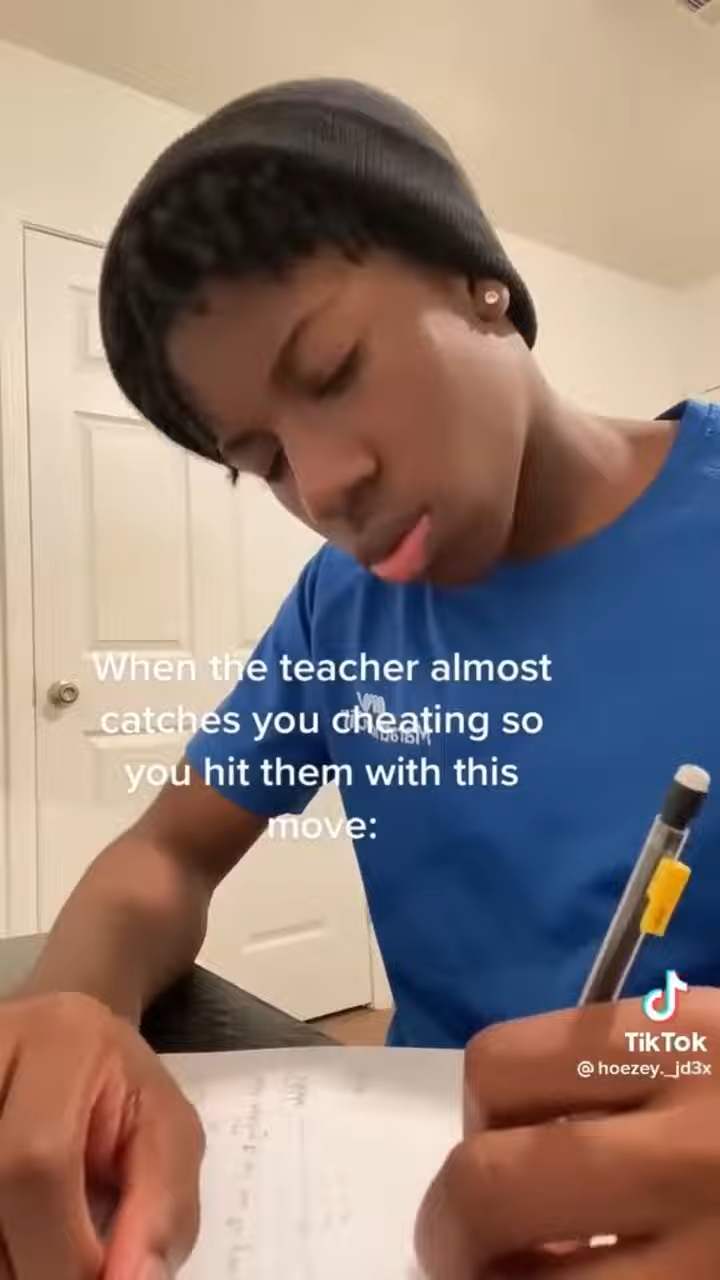 When the teacher almost
catches you cheating so
you hit them with this
move:
TikTok
@hoezey._jd3x